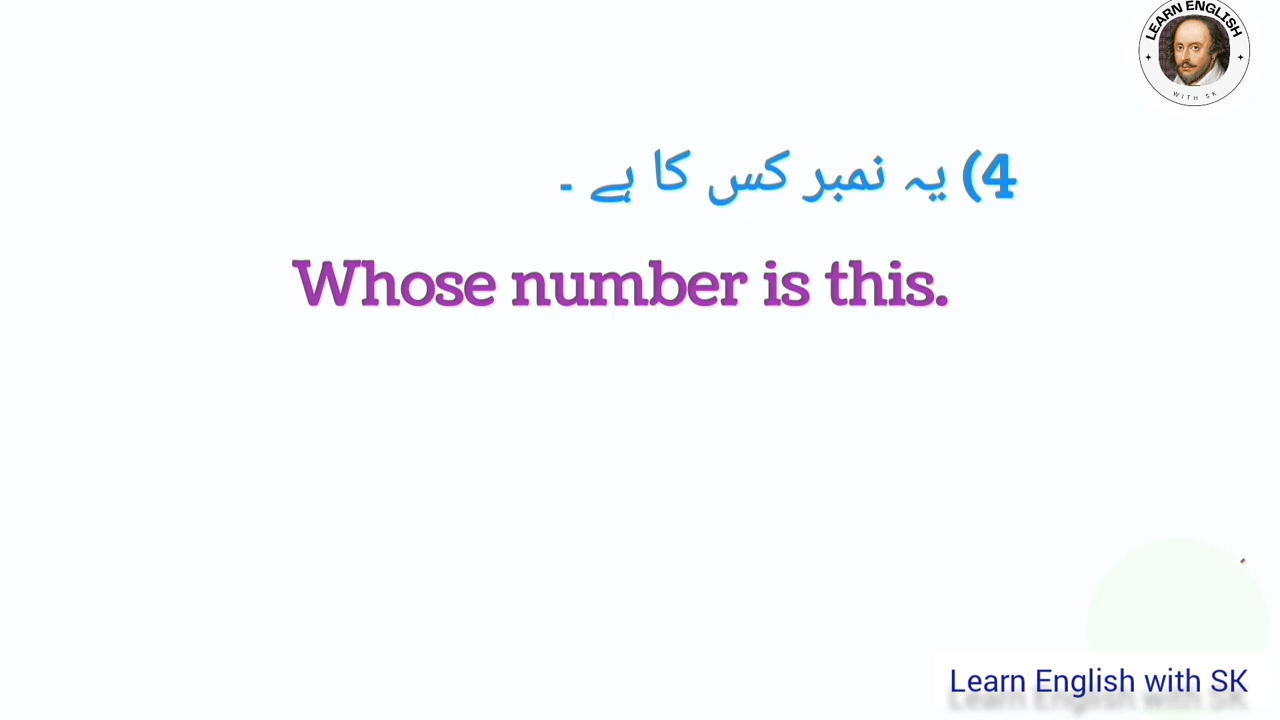 LEARN ENGLISH
WITH SK
4) یہ نمبر کس کا ہے ۔
Whose number is this.
Learn English with SK